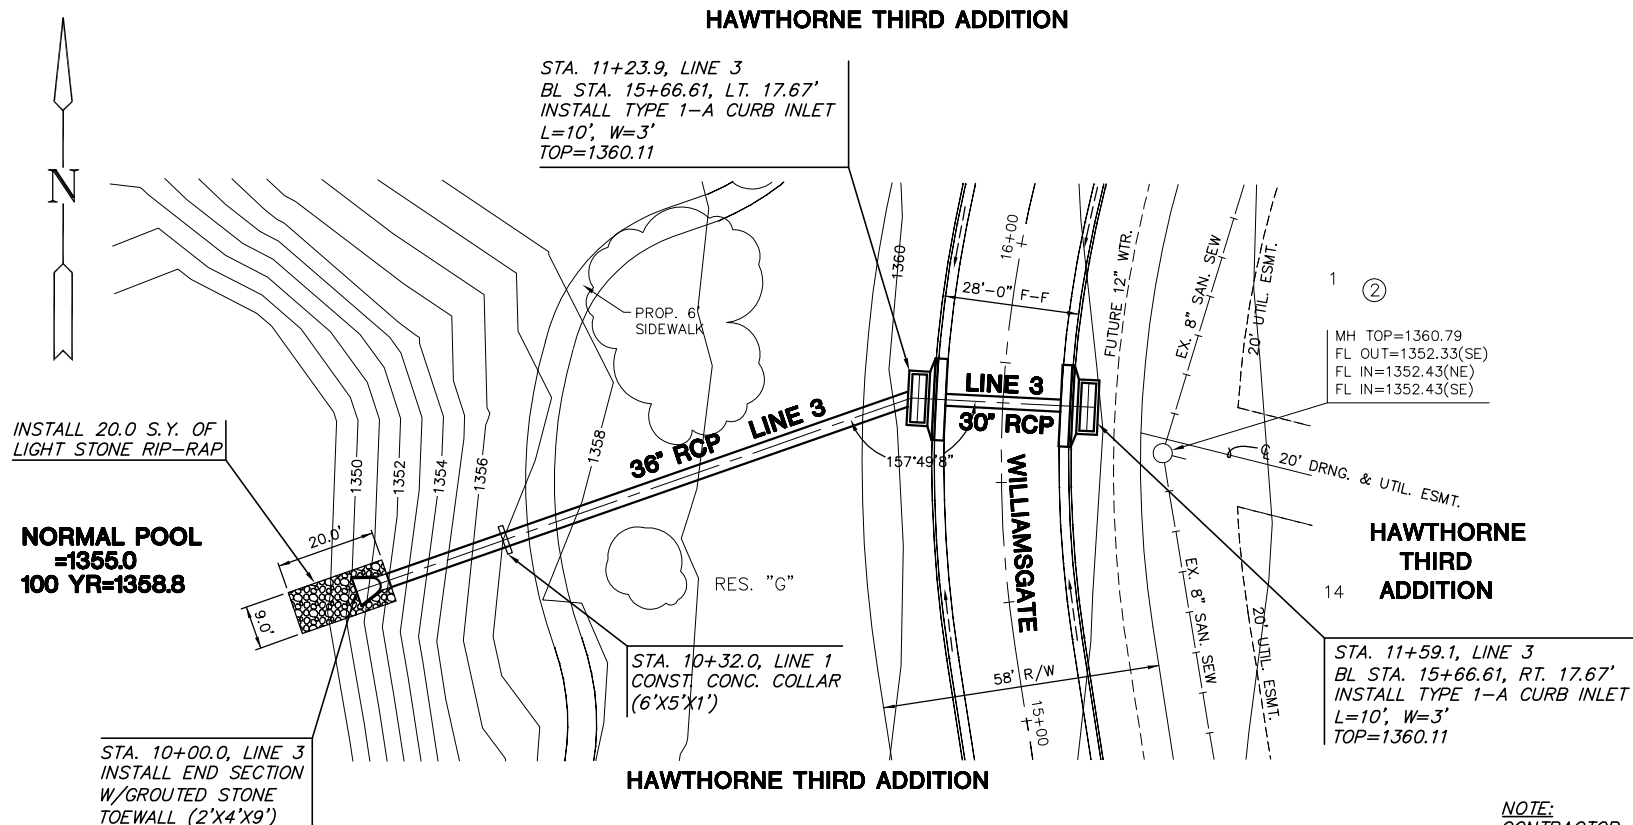 HAWTHORNE THIRD ADDITION
STA. 11+23.9, LINE 3
BL STA. 15+66.61, LT. 17.67'
INSTALL TYPE 1-A CURB INLET
L=10', W=3'
TOP=1360.11
N
1360
16+00
28'-0" F-F
FUTURE 12" WTR.
EX. 8" SAN. SEW
20' UTIL. ESMT.
1
2
PROP. 6'
SIDEWALK
MH TOP=1360.79
FL OUT=1352.33(SE)
FL IN=1352.43(NE)
FL IN=1352.43(SE)
LINE 3
30" RCP
36" RCP LINE 3
157°49'8"
INSTALL 20.0 S.Y. OF
LIGHT STONE RIP-RAP
1350
1352
1354
1356
1358
WILLIAMSGATE
℄ 20' DRNG. & UTIL. ESMT.
NORMAL POOL
=1355.0
100 YR=1358.8
20.0'
9.0'
RES. "G"
HAWTHORNE
THIRD
ADDITION
14
EX. 8" SAN. SEW
20' UTIL. ESMT.
STA. 10+32.0, LINE 1
CONST. CONC. COLLAR
(6'X5'X1')
58' R/W
15+00
STA. 11+59.1, LINE 3
BL STA. 15+66.61, RT. 17.67'
INSTALL TYPE 1-A CURB INLET
L=10', W=3'
TOP=1360.11
STA. 10+00.0, LINE 3
INSTALL END SECTION
W/GROUTED STONE
TOEWALL (2'X4'X9')
HAWTHORNE THIRD ADDITION
NOTE:
CONTRACTOR